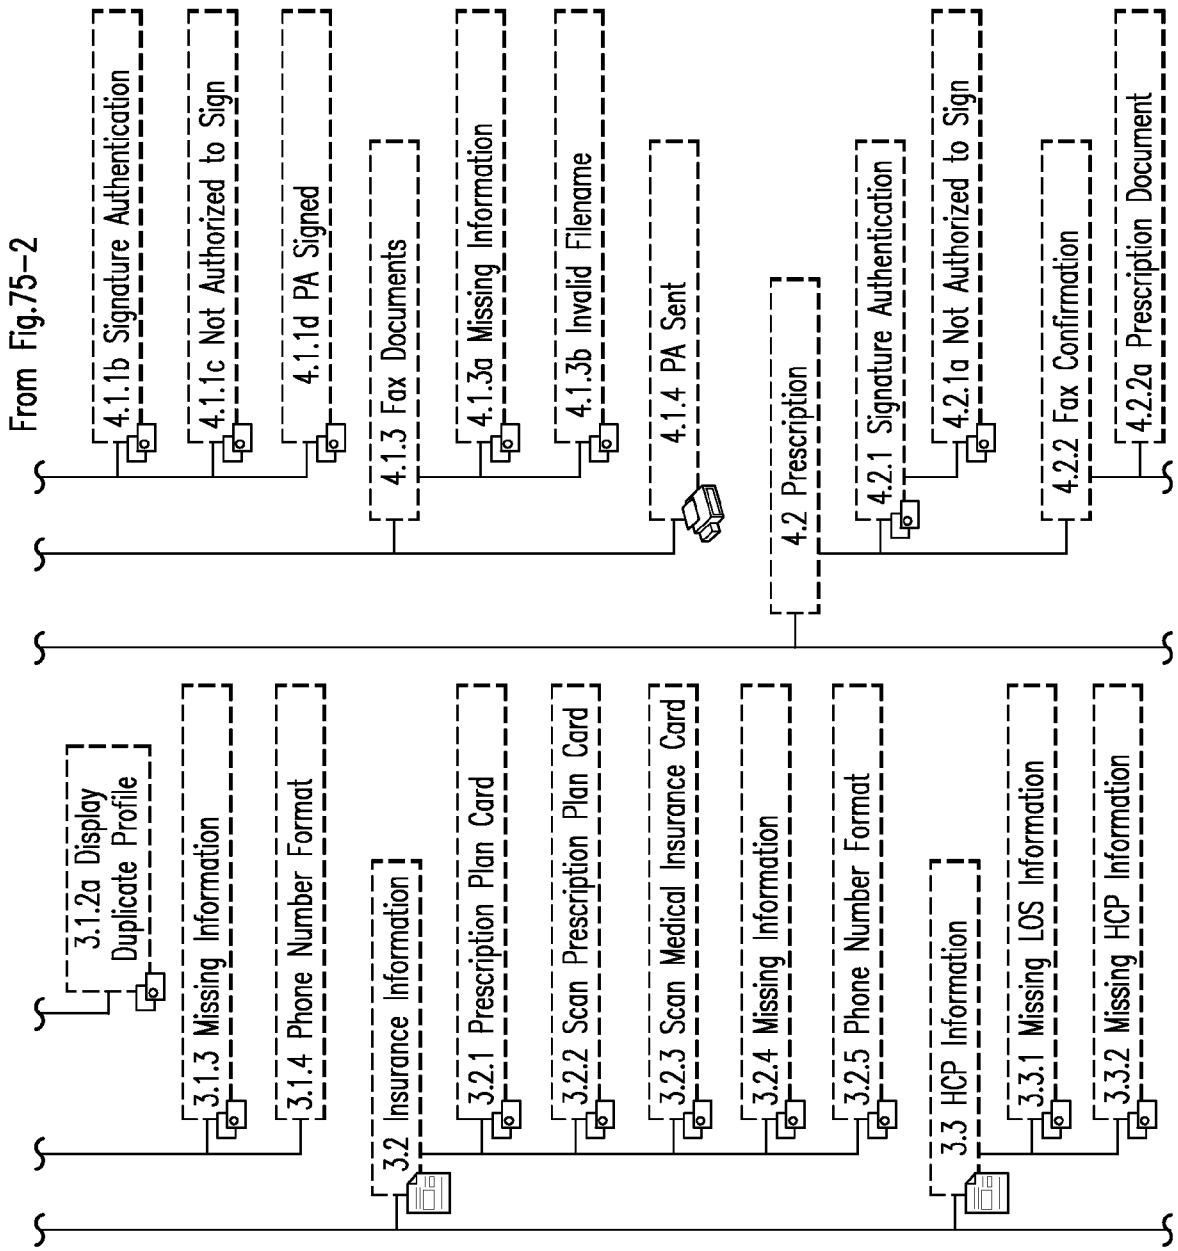 From Fig.75-2
3.1.2a Display
Duplicate Profile
3.1.3 Missing Information
3.1.4 Phone Number Format
3.2 Insurance Information
3.2.1 Prescription Plan Card
3.2.2 Scan Prescription Plan Card
3.2.3 Scan Medical Insurance Card
3.2.4 Missing Information
3.2.5 Phone Number Format
3.3 HCP Information
3.3.1 Missing LOS Information
3.3.2 Missing HCP Information
4.1.1b Signature Authentication
4.1.1c Not Authorized to Sign
4.1.1d PA Signed
4.1.3 Fax Documents
4.1.3a Missing Information
4.1.3b Invalid Filename
4.1.4 PA Sent
4.2 Prescription
4.2.1 Signature Authentication
4.2.1a Not Authorized to Sign
4.2.2 Fax Confirmation
4.2.2a Prescription Document